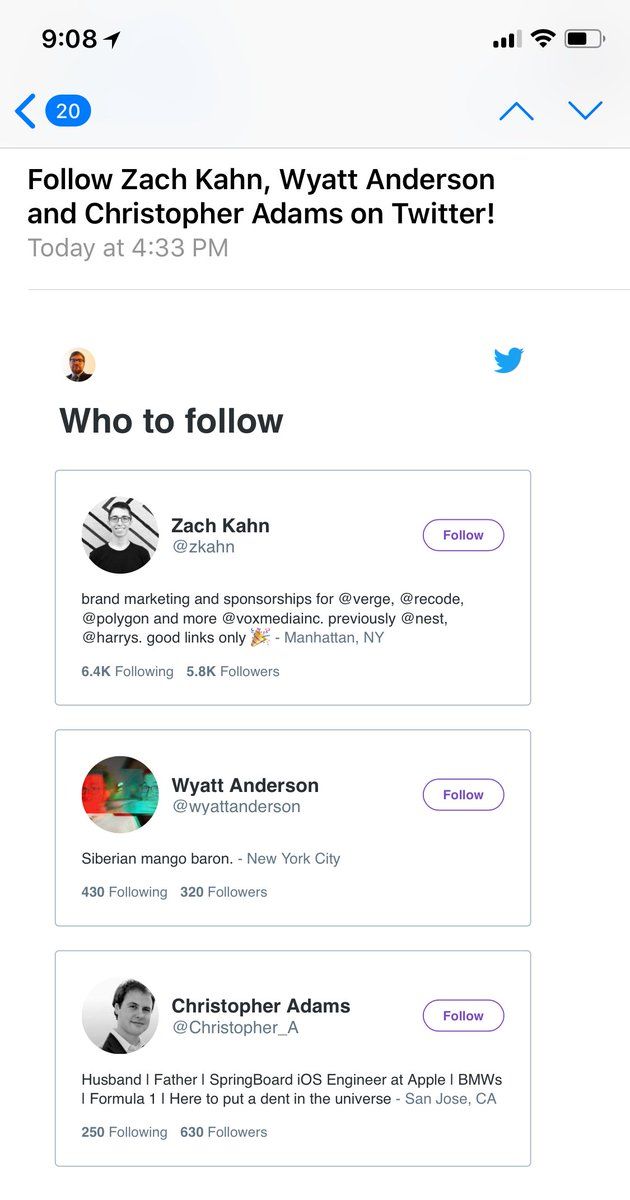 9:08
20
Follow Zach Kahn, Wyatt Anderson
and Christopher Adams on Twitter!
Today at 4:33 PM
Who to follow
Zach Kahn
@zkahn
Follow
brand marketing and sponsorships for @verge, @recode,
@polygon and more @voxmediainc. previously @nest,
@harrys. good links only 🎉 - Manhattan, NY
6.4K Following 5.8K Followers
Wyatt Anderson
@wyattanderson
Follow
Siberian mango baron. - New York City
430 Following 320 Followers
Christopher Adams
@Christopher_A
Follow
Husband | Father | SpringBoard iOS Engineer at Apple | BMWs
| Formula 1 | Here to put a dent in the universe - San Jose, CA
250 Following 630 Followers